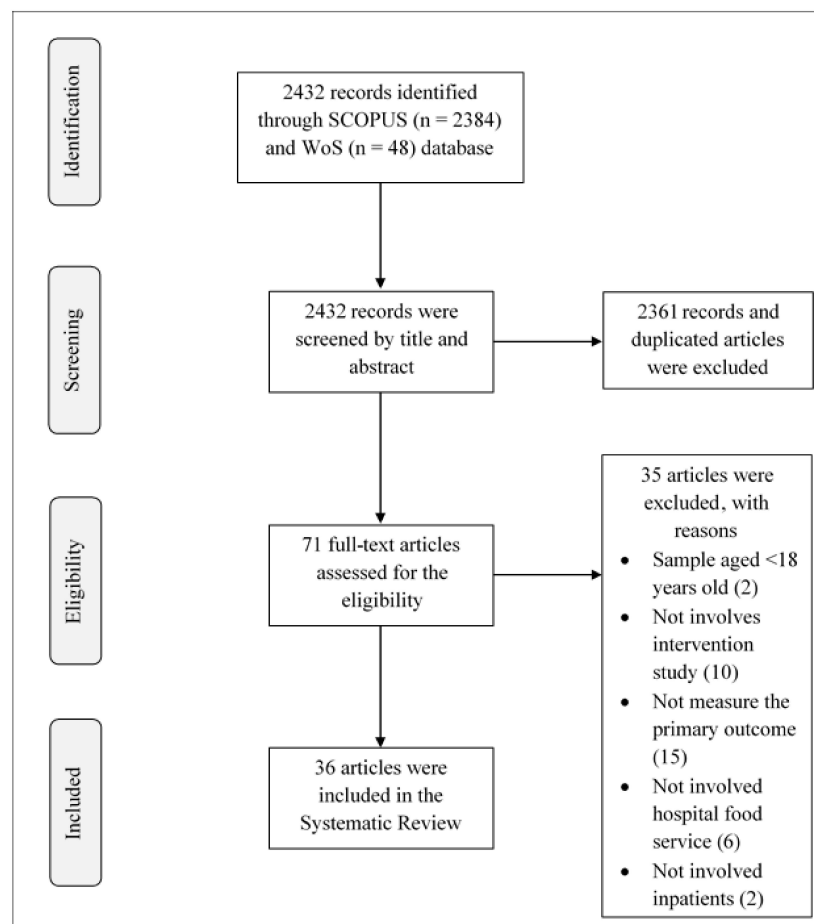 Identification
2432 records identified
through SCOPUS (n = 2384)
and WoS (n = 48) database
Screening
2432 records were
screened by title and
abstract
2361 records and
duplicated articles
were excluded
Eligibility
71 full-text articles
assessed for the
eligibility
35 articles were
excluded, with
reasons
• Sample aged <18
years old (2)
• Not involves
intervention
study (10)
• Not measure the
primary outcome
(15)
• Not involved
hospital food
service (6)
• Not involved
inpatients (2)
Included
36 articles were
included in the
Systematic Review